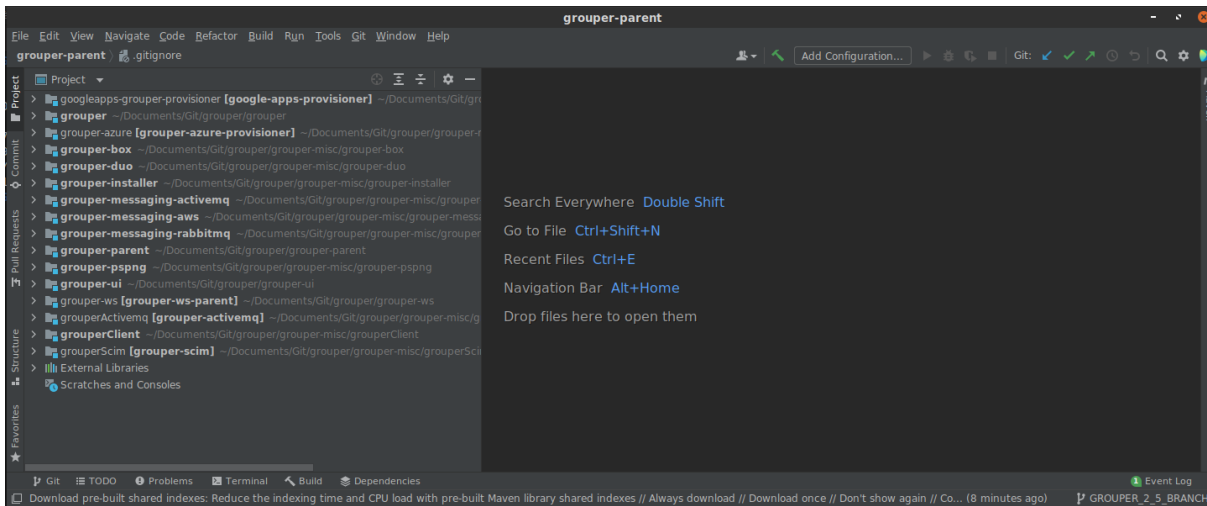 grouper-parent
File Edit View Navigate Code Refactor Build Run Tools Git Window Help
grouper-parent .gitignore
Add Configuration...
Git:
Project
googleapps-grouper-provisioner [google-apps-provisioner] ~/Documents/Git/gro
grouper ~/Documents/Git/grouper/grouper
grouper-azure [grouper-azure-provisioner] ~/Documents/Git/grouper/grouper-r
grouper-box ~/Documents/Git/grouper/grouper-misc/grouper-box
grouper-duo ~/Documents/Git/grouper/grouper-misc/grouper-duo
grouper-installer ~/Documents/Git/grouper/grouper-misc/grouper-installer
grouper-messaging-activemq ~/Documents/Git/grouper/grouper-misc/grouper
grouper-messaging-aws ~/Documents/Git/grouper/grouper-misc/grouper-messa
grouper-messaging-rabbitmq ~/Documents/Git/grouper/grouper-misc/grouper
grouper-parent ~/Documents/Git/grouper/grouper-parent
grouper-pspng ~/Documents/Git/grouper/grouper-misc/grouper-pspng
grouper-ui ~/Documents/Git/grouper/grouper-ui
grouper-ws [grouper-ws-parent] ~/Documents/Git/grouper/grouper-ws
grouperActivemq [grouper-activemq] ~/Documents/Git/grouper/grouper-misc/g
grouperClient ~/Documents/Git/grouper/grouper-misc/grouperClient
grouperScim [grouper-scim] ~/Documents/Git/grouper/grouper-misc/grouperSci
External Libraries
Scratches and Consoles
Project
Commit
Pull Requests
Structure
Favorites
Search Everywhere Double Shift
Go to File Ctrl+Shift+N
Recent Files Ctrl+E
Navigation Bar Alt+Home
Drop files here to open them
Git TODO Problems Terminal Build Dependencies
1 Event Log
Download pre-built shared indexes: Reduce the indexing time and CPU load with pre-built Maven library shared indexes // Always download // Download once // Don't show again // Co... (8 minutes ago)
GROUPER_2_5_BRANCH